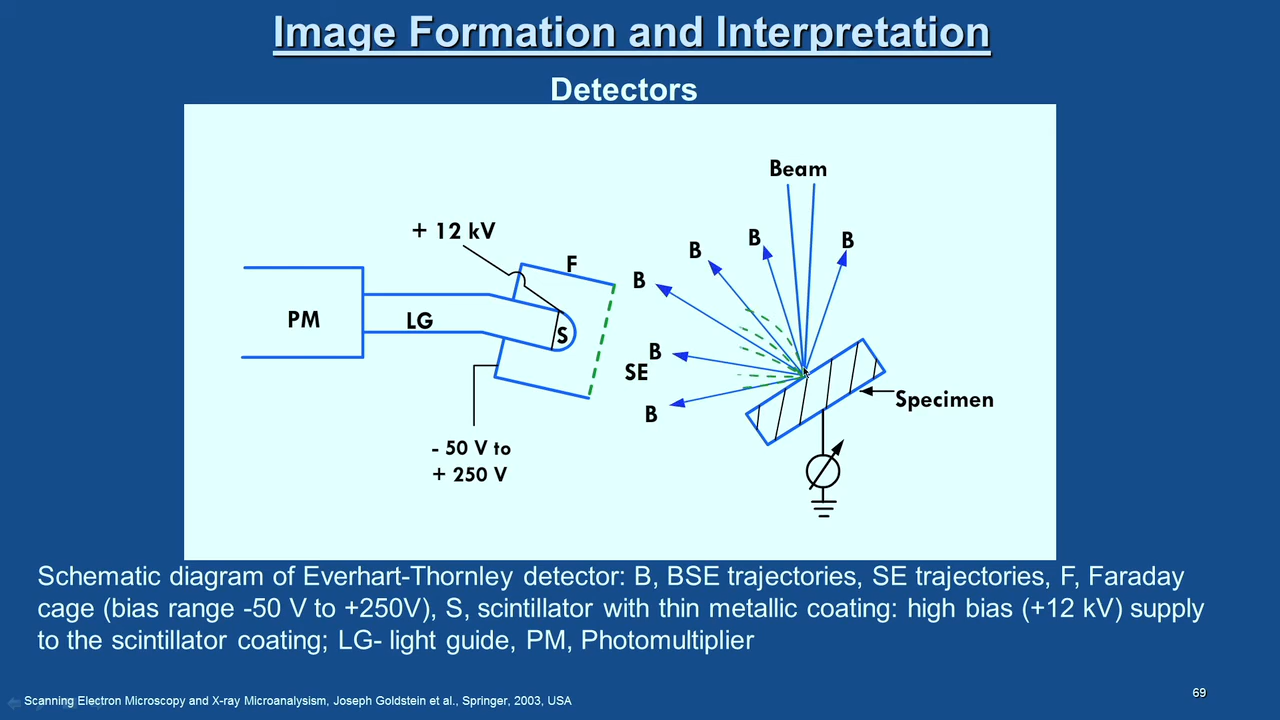 Image Formation and Interpretation
Detectors
Beam
+ 12 kV
F
B
B
B
B
PM
LG
S
B
SE
B
Specimen
- 50 V to
+ 250 V
Schematic diagram of Everhart-Thornley detector: B, BSE trajectories, SE trajectories, F, Faraday
cage (bias range -50 V to +250V), S, scintillator with thin metallic coating: high bias (+12 kV) supply
to the scintillator coating; LG- light guide, PM, Photomultiplier
Scanning Electron Microscopy and X-ray Microanalysism, Joseph Goldstein et al., Springer, 2003, USA
69